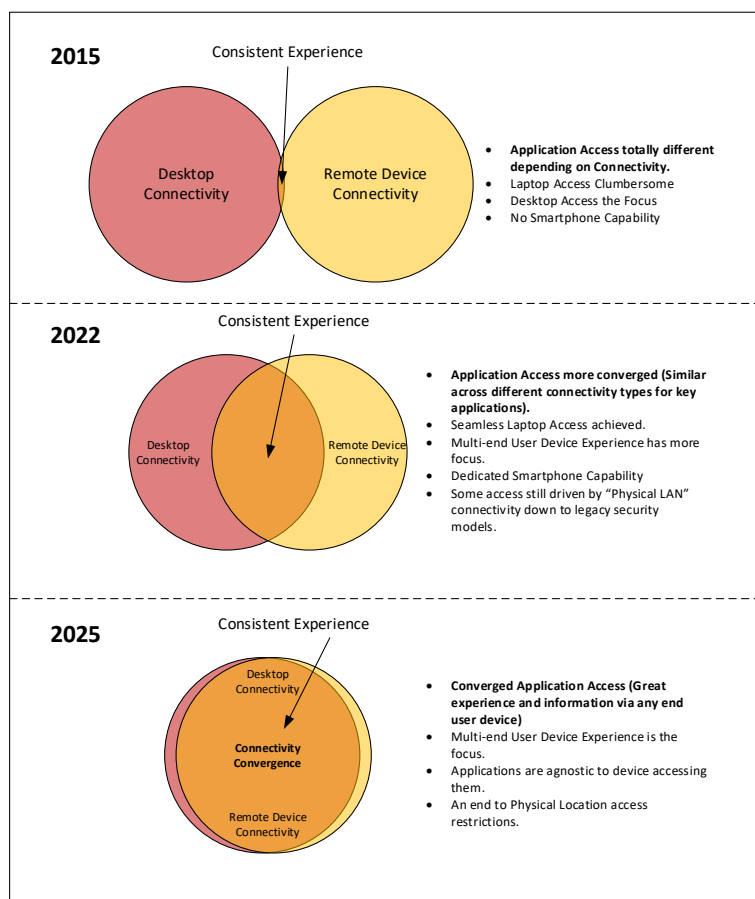 2015
Consistent Experience
Desktop
Connectivity
Remote Device
Connectivity
• Application Access totally different
depending on Connectivity.
• Laptop Access Clumbersome
• Desktop Access the Focus
• No Smartphone Capability
2022
Consistent Experience
Desktop
Connectivity
Remote Device
Connectivity
• Application Access more converged (Similar
across different connectivity types for key
applications).
• Seamless Laptop Access achieved.
• Multi-end User Device Experience has more
focus.
• Dedicated Smartphone Capability
• Some access still driven by “Physical LAN”
connectivity down to legacy security
models.
2025
Consistent Experience
Desktop
Connectivity
Connectivity
Convergence
Remote Device
Connectivity
• Converged Application Access (Great
experience and information via any end
user device)
• Multi-end User Device Experience is the
focus.
• Applications are agnostic to device accessing
them.
• An end to Physical Location access
restrictions.